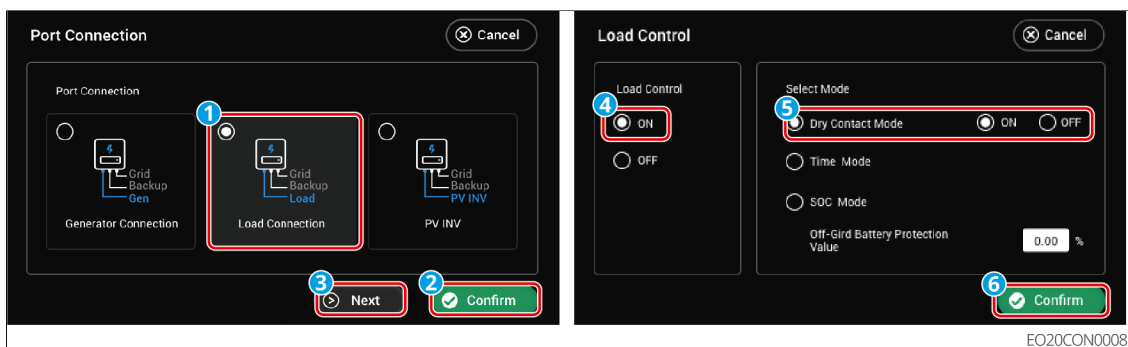 Port Connection
Cancel
Port Connection
1
Grid
Backup
Gen
Generator Connection
Grid
Backup
Load
Load Connection
Grid
Backup
PV INV
PV INV
3
Next
2
Confirm
Load Control
Cancel
Load Control
4
ON
OFF
Select Mode
5
Dry Contact Mode ON OFF
Time Mode
SOC Mode
Off-Gird Battery Protection
Value
0.00 %
6
Confirm
EO20CON0008